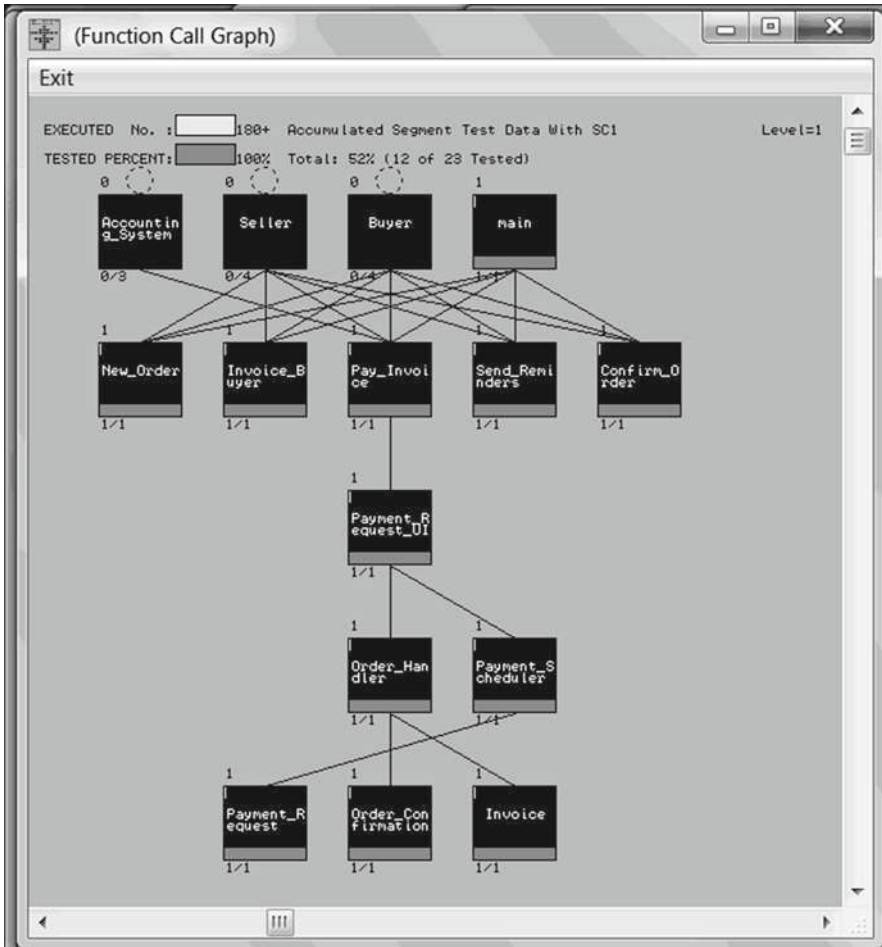 (Function Call Graph)
Exit
EXECUTED No. : 180+ Accumulated Segment Test Data With SC1 Level=1
TESTED PERCENT: 100% Total: 52% (12 of 23 Tested)
0 0 0 1
Accountin
g_System
Seller
Buyer
main
0/3 0/4 0/4 1/1
1 1 1 1 1
New_Order
Invoice_B
uyer
Pay_Invoi
ce
Send_Remi
nders
Confirm_O
rder
1/1 1/1 1/1 1/1 1/1
1
Payment_R
equest_UI
1/1
1 1
Order_Han
dler
Payment_S
cheduler
1/1 1/1
1 1 1
Payment_R
equest
Order_Con
firmation
Invoice
1/1 1/1 1/1